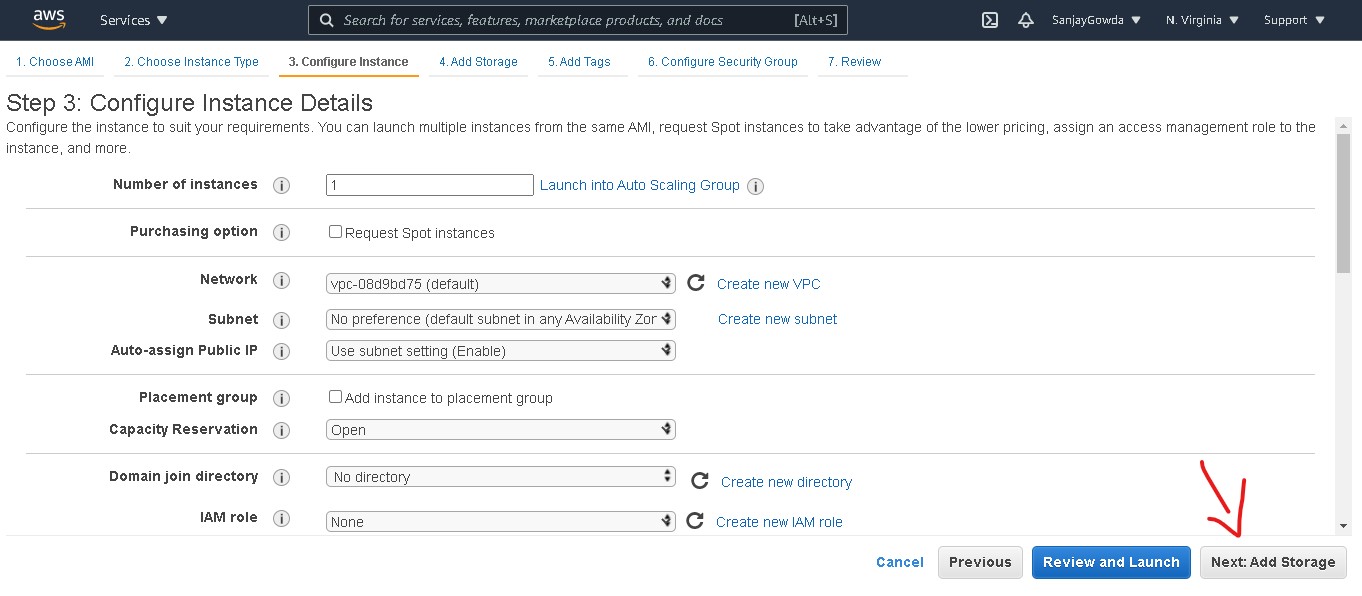 aws Services Search for services, features, marketplace products, and docs [Alt+S] SanjayGowda N. Virginia Support
1. Choose AMI 2. Choose Instance Type 3. Configure Instance 4. Add Storage 5. Add Tags 6. Configure Security Group 7. Review
Step 3: Configure Instance Details
Configure the instance to suit your requirements. You can launch multiple instances from the same AMI, request Spot instances to take advantage of the lower pricing, assign an access management role to the
instance, and more.
Number of instances i 1 Launch into Auto Scaling Group i
Purchasing option i Request Spot instances
Network i vpc-08d9bd75 (default) Create new VPC
Subnet i No preference (default subnet in any Availability Zor Create new subnet
Auto-assign Public IP i Use subnet setting (Enable)
Placement group i Add instance to placement group
Capacity Reservation i Open
Domain join directory i No directory Create new directory
IAM role i None Create new IAM role
Cancel Previous Review and Launch Next: Add Storage